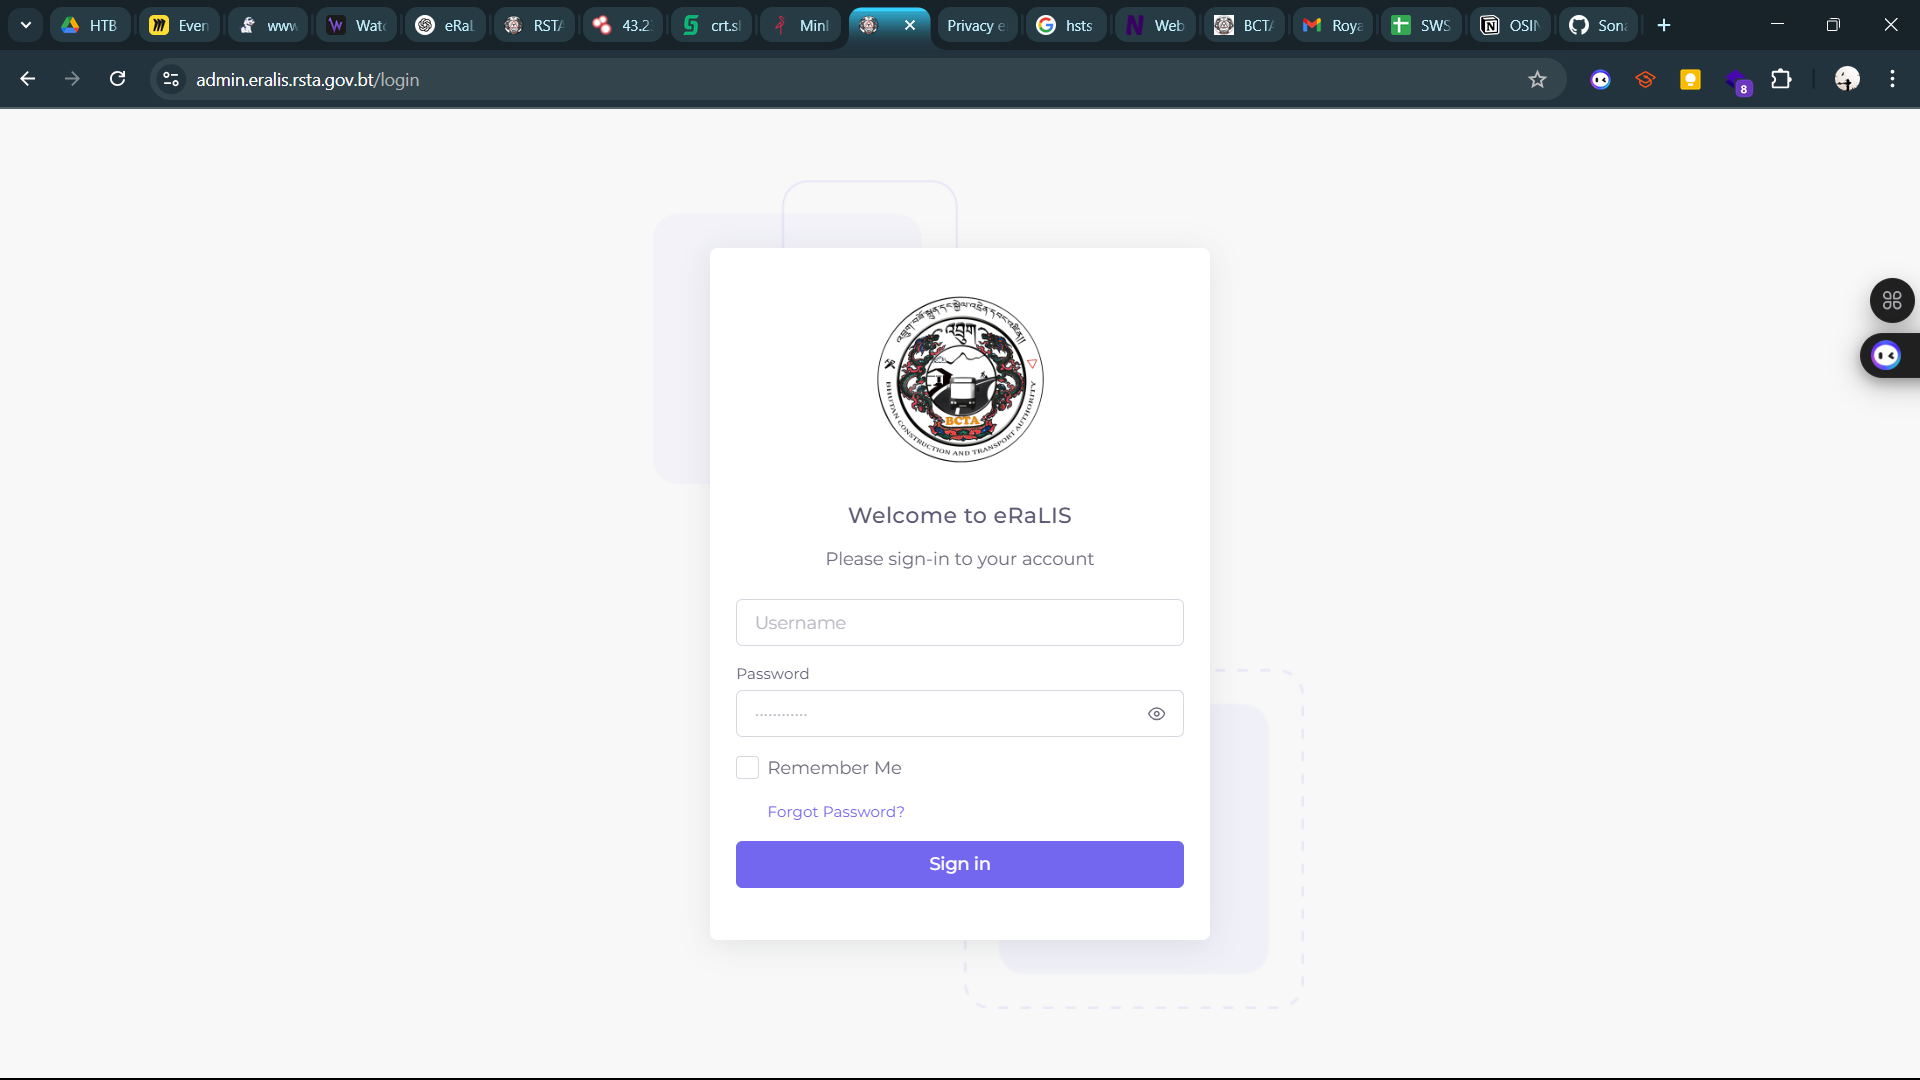 HTB
Even
www
Wato
eRaL
RSTA
43.2
crt.sl
Minl
Privacy e
hsts
Web
BCTA
Roya
SWS
OSIN
Sona
admin.eralis.rsta.gov.bt/login
8
འབྲུག
BCTA
BHUTAN CONSTRUCTION AND TRANSPORT AUTHORITY
Welcome to eRaLIS
Please sign-in to your account
Username
Password
Remember Me
Forgot Password?
Sign in